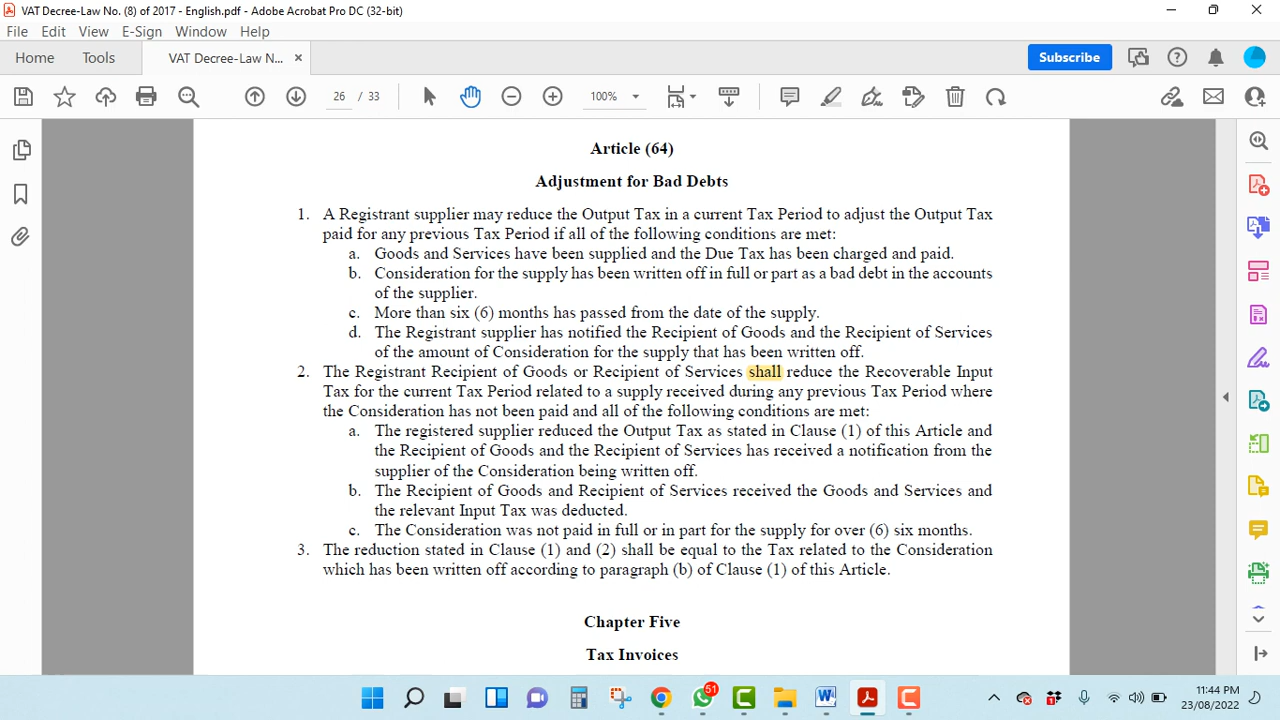 VAT Decree-Law No. (8) of 2017 - English.pdf - Adobe Acrobat Pro DC (32-bit)
File Edit View E-Sign Window Help
Home Tools VAT Decree-Law N... Subscribe
26 / 33 100%
Article (64)
Adjustment for Bad Debts
1. A Registrant supplier may reduce the Output Tax in a current Tax Period to adjust the Output Tax
paid for any previous Tax Period if all of the following conditions are met:
a. Goods and Services have been supplied and the Due Tax has been charged and paid.
b. Consideration for the supply has been written off in full or part as a bad debt in the accounts
of the supplier.
c. More than six (6) months has passed from the date of the supply.
d. The Registrant supplier has notified the Recipient of Goods and the Recipient of Services
of the amount of Consideration for the supply that has been written off.
2. The Registrant Recipient of Goods or Recipient of Services shall reduce the Recoverable Input
Tax for the current Tax Period related to a supply received during any previous Tax Period where
the Consideration has not been paid and all of the following conditions are met:
a. The registered supplier reduced the Output Tax as stated in Clause (1) of this Article and
the Recipient of Goods and the Recipient of Services has received a notification from the
supplier of the Consideration being written off.
b. The Recipient of Goods and Recipient of Services received the Goods and Services and
the relevant Input Tax was deducted.
c. The Consideration was not paid in full or in part for the supply for over (6) six months.
3. The reduction stated in Clause (1) and (2) shall be equal to the Tax related to the Consideration
which has been written off according to paragraph (b) of Clause (1) of this Article.
Chapter Five
Tax Invoices
51
11:44 PM
23/08/2022